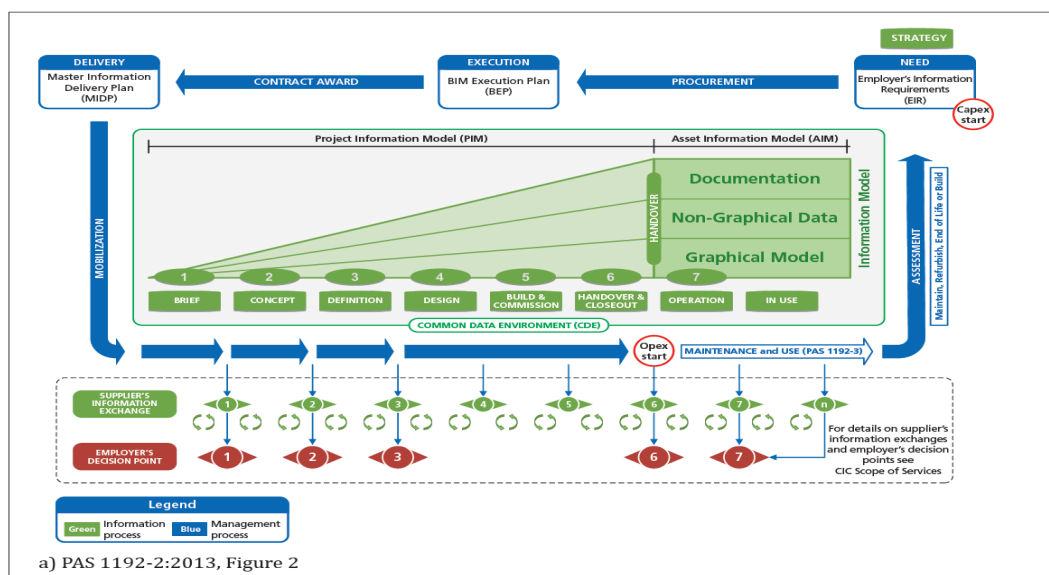 STRATEGY
DELIVERY
Master Information
Delivery Plan
(MIDP)
CONTRACT AWARD
EXECUTION
BIM Execution Plan
(BEP)
PROCUREMENT
NEED
Employer's Information
Requirements
(EIR)
Capex
start
Project Information Model (PIM)
Asset Information Model (AIM)
Documentation
Non-Graphical Data
Graphical Model
HANDOVER
Information Model
MOBILIZATION
ASSESSMENT
Maintain, Refurbish, End of Life or Build
1 2 3 4 5 6 7
BRIEF
CONCEPT
DEFINITION
DESIGN
BUILD &
COMMISSION
HANDOVER &
CLOSEOUT
OPERATION
IN USE
COMMON DATA ENVIRONMENT (CDE)
Opex
start
MAINTENANCE and USE (PAS 1192-3)
SUPPLIER'S
INFORMATION
EXCHANGE
1 2 3 4 5 6 7 n
EMPLOYER'S
DECISION POINT
1 2 3 6 7
For details on supplier's
information exchanges
and employer's decision
points see
CIC Scope of Services
Legend
Green Information
process
Blue Management
process
a) PAS 1192-2:2013, Figure 2